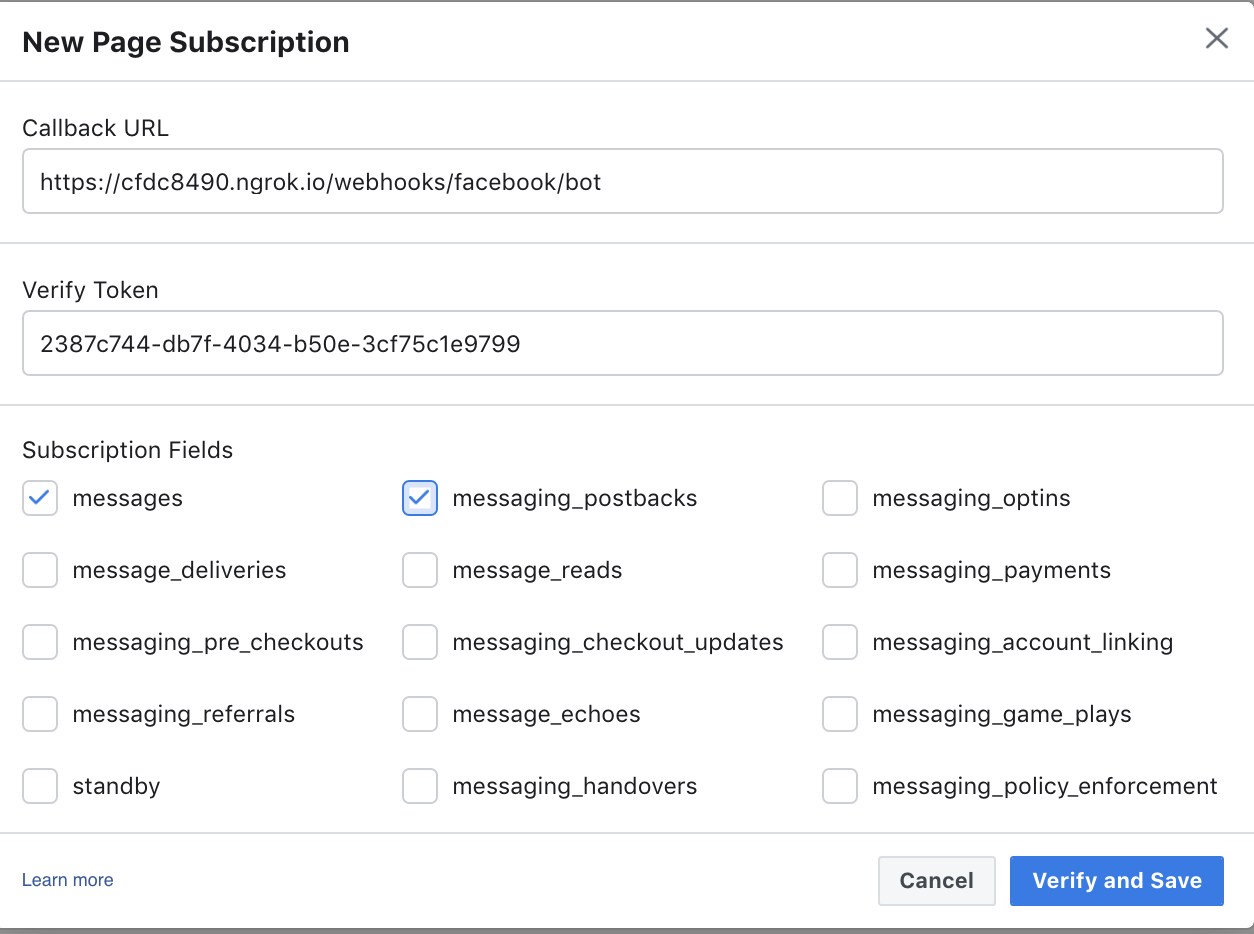 New Page Subscription
Callback URL
https://cfdc8490.ngrok.io/webhooks/facebook/bot
Verify Token
2387c744-db7f-4034-b50e-3cf75c1e9799
Subscription Fields
messages messaging_postbacks messaging_optins
message_deliveries message_reads messaging_payments
messaging_pre_checkouts messaging_checkout_updates messaging_account_linking
messaging_referrals message_echoes messaging_game_plays
standby messaging_handovers messaging_policy_enforcement
Learn more Cancel Verify and Save